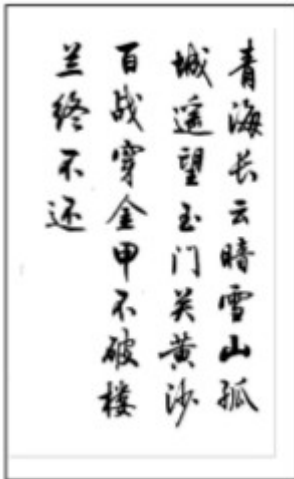 青海长云暗雪山孤
城遥望玉门关黄沙
百战穿金甲不破楼
兰终不还